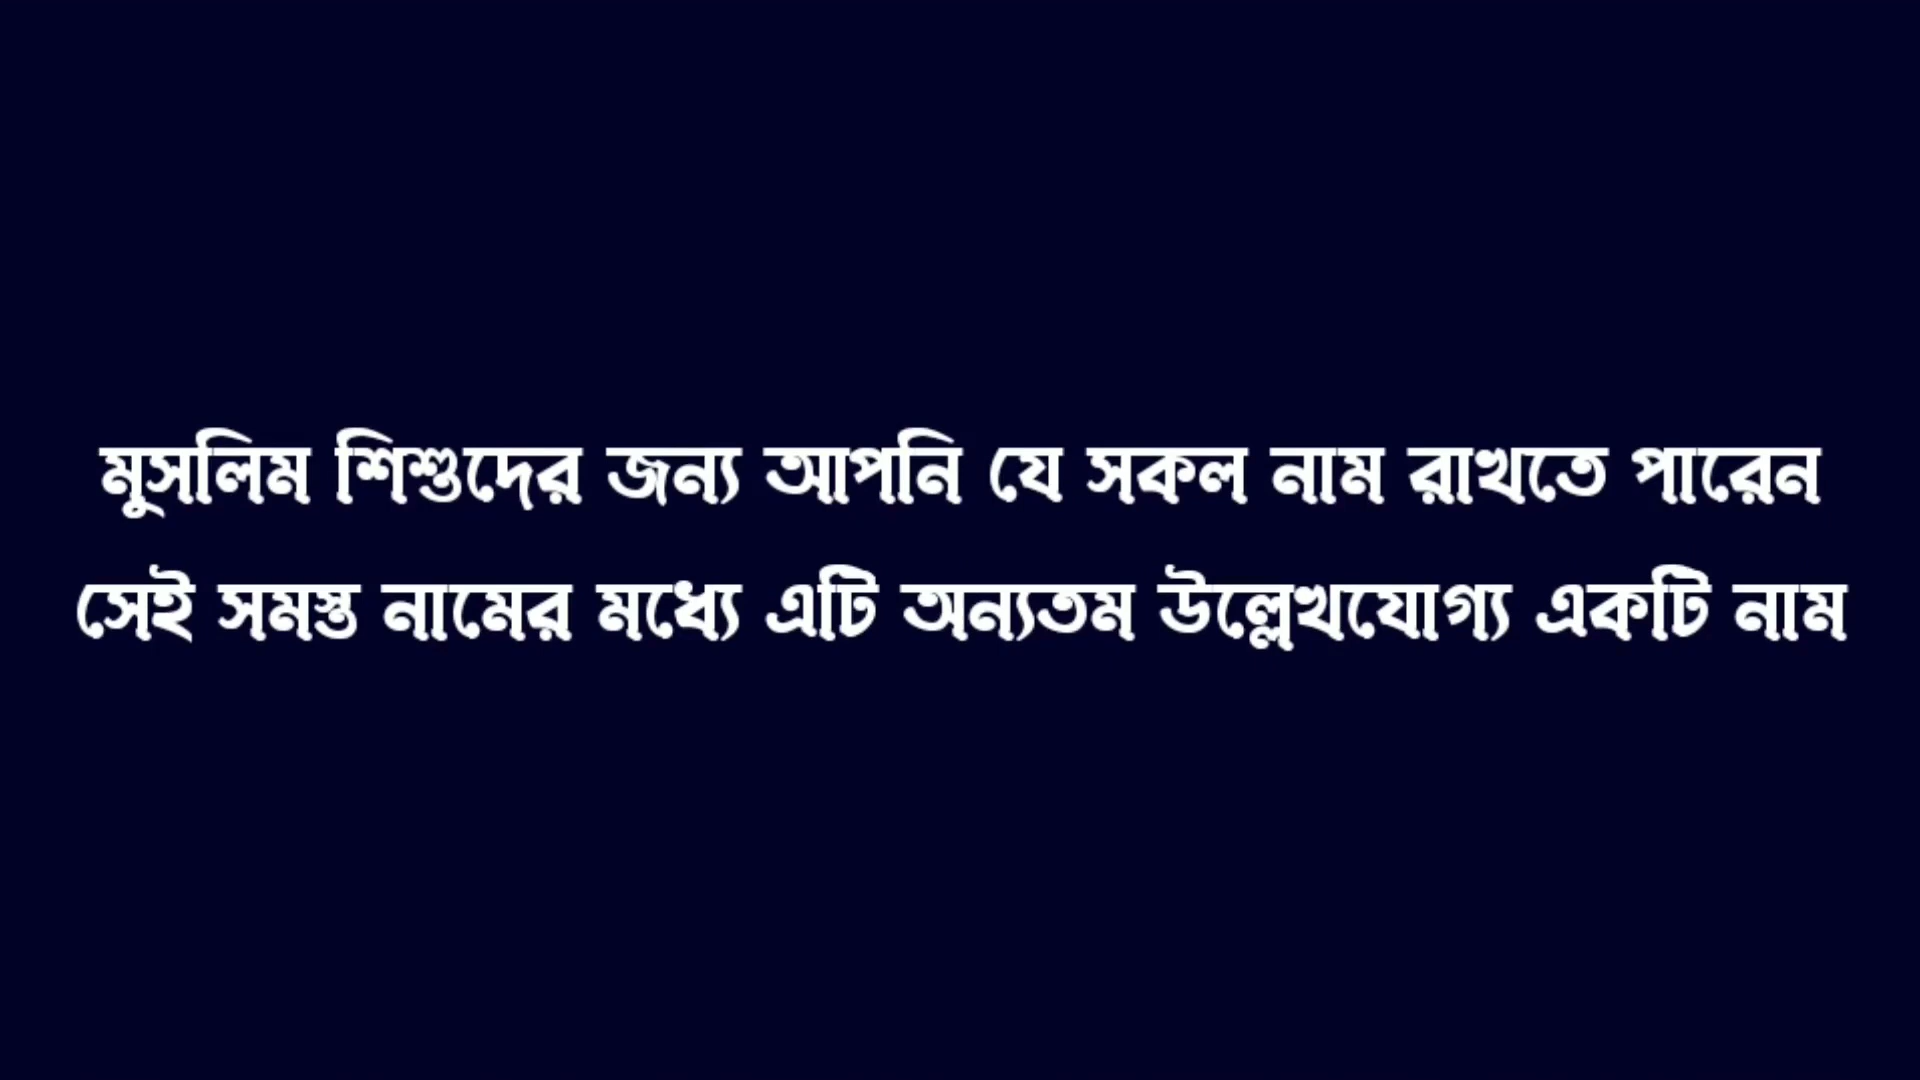 মুসলিম শিশুদের জন্য আপনি যে সকল নাম রাখতে পারেন
সেই সমস্ত নামের মধ্যে এটি অন্যতম উল্লেখযোগ্য একটি নাম